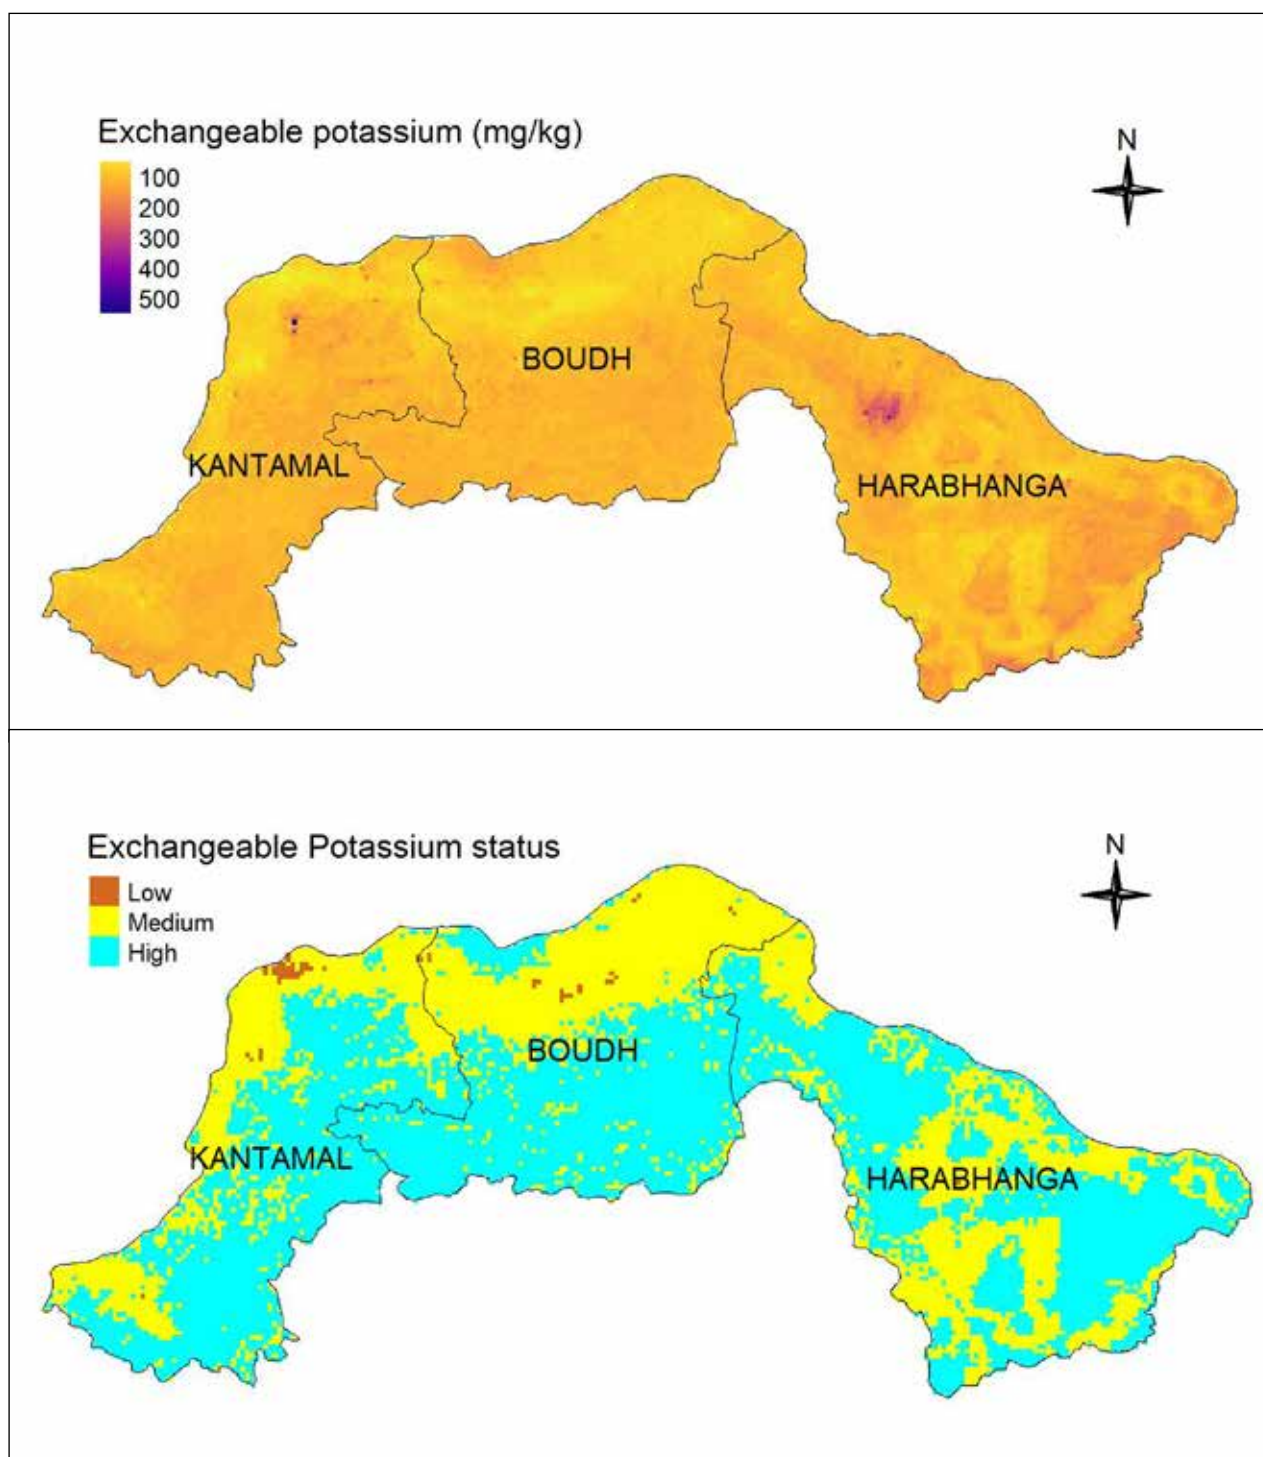 Exchangeable potassium (mg/kg)
N
100
200
300
400
500
BOUDH
KANTAMAL
HARABHANGA
Exchangeable Potassium status
N
Low
Medium
High
BOUDH
KANTAMAL
HARABHANGA